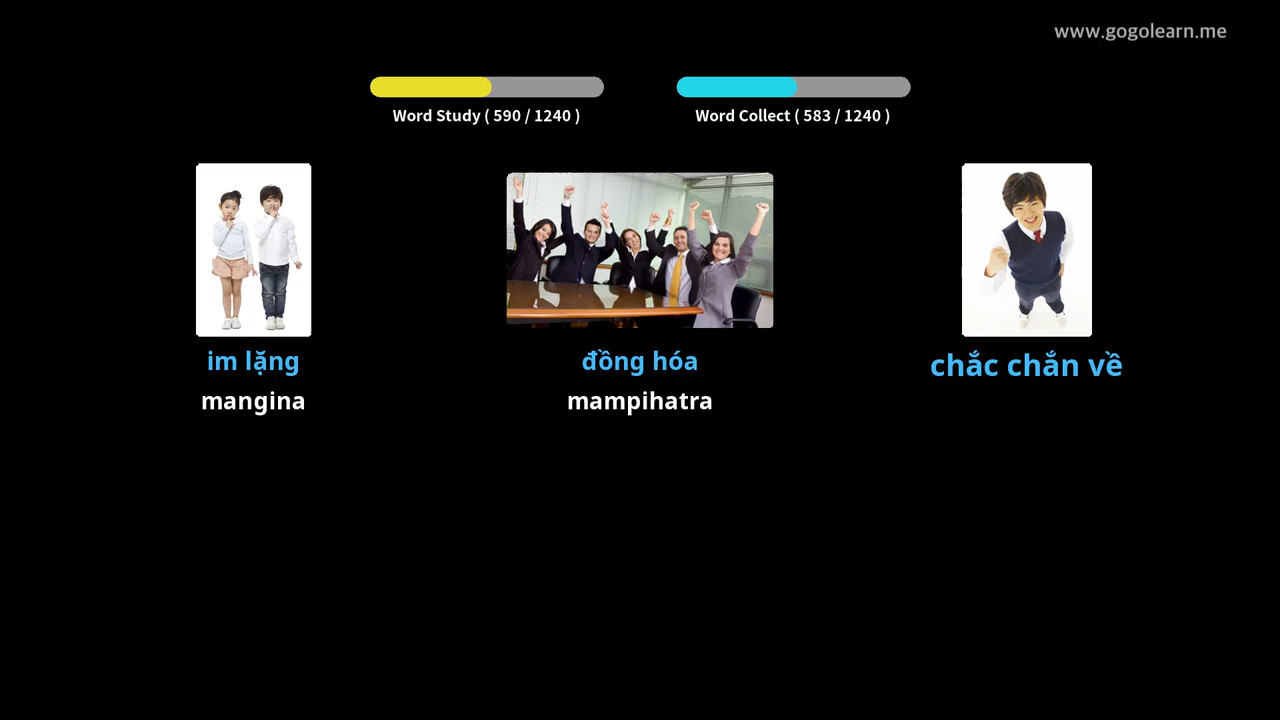 www.gogolearn.me
Word Study ( 590 / 1240 )
Word Collect ( 583 / 1240 )
im lặng
đồng hóa
chắc chắn về
mangina
mampihatra